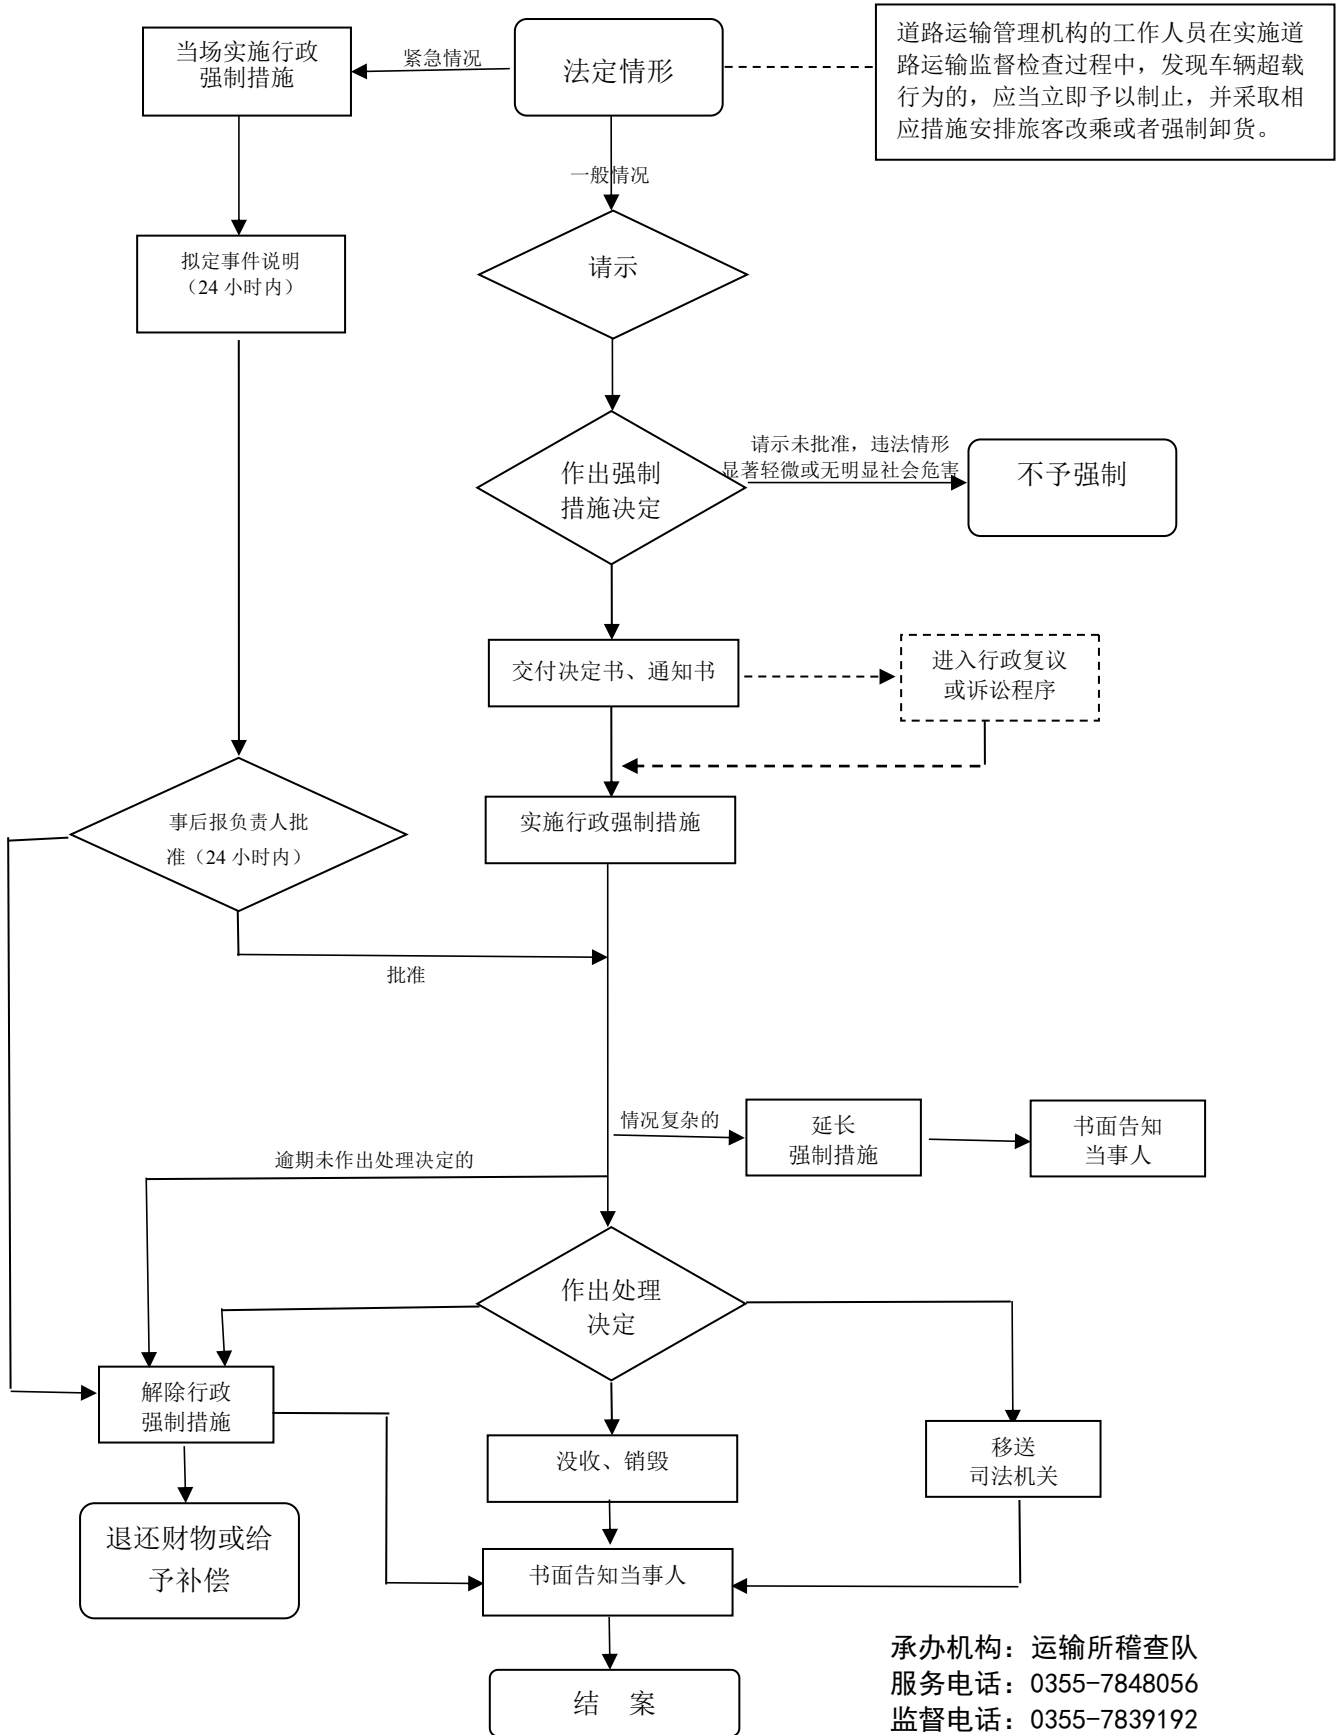 当场实施行政
强制措施
紧急情况
法定情形
道路运输管理机构的工作人员在实施道
路运输监督检查过程中，发现车辆超载
行为的，应当立即予以制止，并采取相
应措施安排旅客改乘或者强制卸货。
一般情况
拟定事件说明
（24 小时内）
请示
作出强制
措施决定
请示未批准，违法情形
显著轻微或无明显社会危害
不予强制
交付决定书、通知书
进入行政复议
或诉讼程序
事后报负责人批
准（24 小时内）
实施行政强制措施
批准
情况复杂的
延长
强制措施
书面告知
当事人
逾期未作出处理决定的
作出处理
决定
解除行政
强制措施
没收、销毁
移送
司法机关
退还财物或给
予补偿
书面告知当事人
结 案
承办机构：运输所稽查队
服务电话：0355-7848056
监督电话：0355-7839192